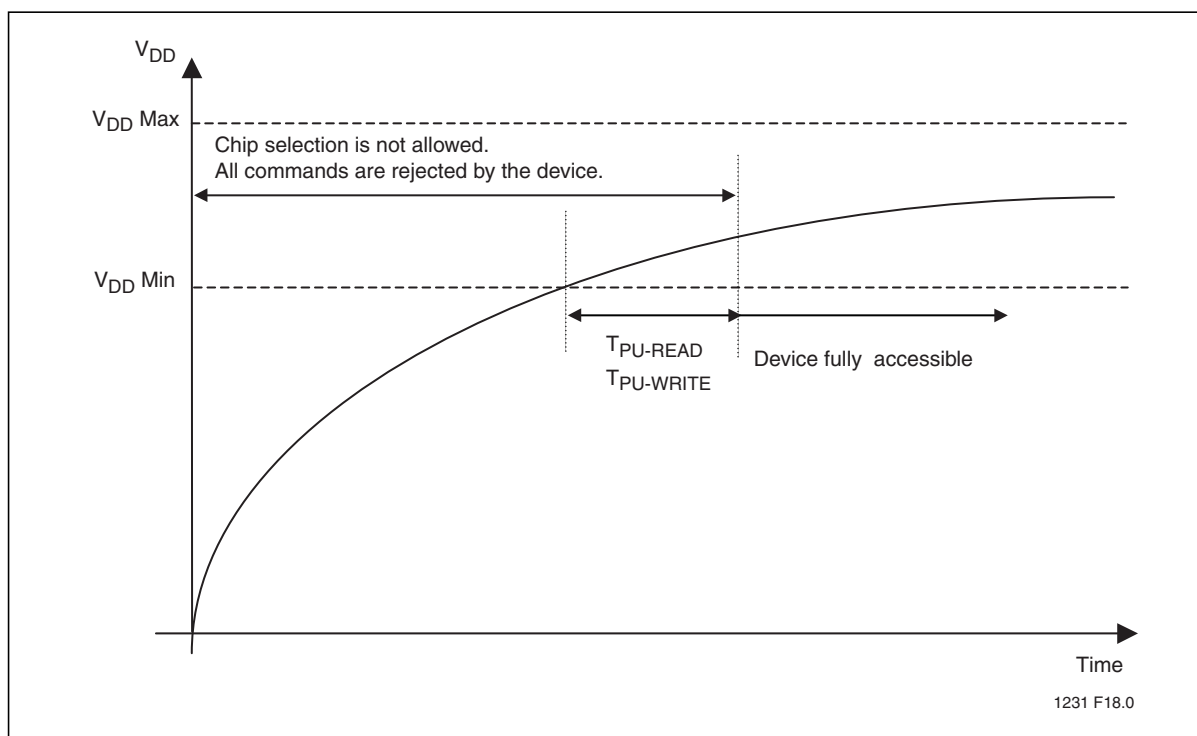 VDD
VDD Max
Chip selection is not allowed.
All commands are rejected by the device.
VDD Min
TPU-READ
TPU-WRITE
Device fully accessible
Time
1231 F18.0